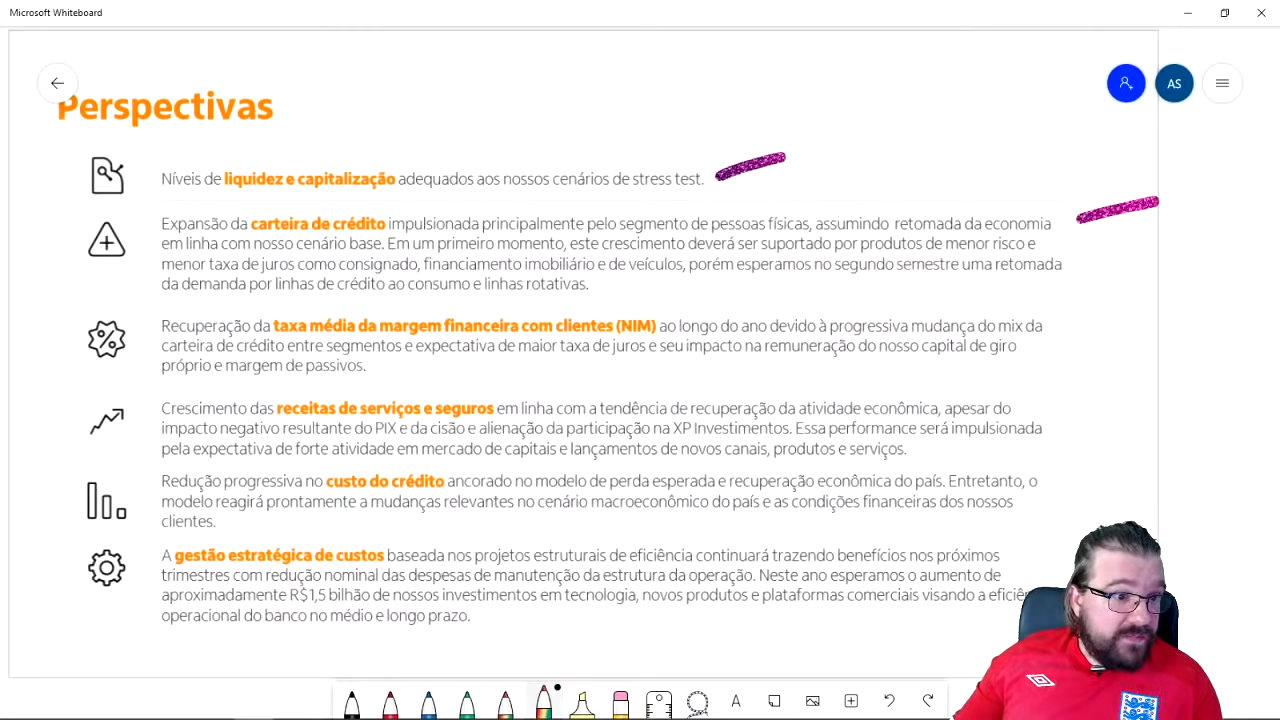 Microsoft Whiteboard
AS
Perspectivas
Níveis de liquidez e capitalização adequados aos nossos cenários de stress test.
Expansão da carteira de crédito impulsionada principalmente pelo segmento de pessoas físicas, assumindo retomada da economia
em linha com nosso cenário base. Em um primeiro momento, este crescimento deverá ser suportado por produtos de menor risco e
menor taxa de juros como consignado, financiamento imobiliário e de veículos, porém esperamos no segundo semestre uma retomada
da demanda por linhas de crédito ao consumo e linhas rotativas.
Recuperação da taxa média da margem financeira com clientes (NIM) ao longo do ano devido à progressiva mudança do mix da
carteira de crédito entre segmentos e expectativa de maior taxa de juros e seu impacto na remuneração do nosso capital de giro
próprio e margem de passivos.
Crescimento das receitas de serviços e seguros em linha com a tendência de recuperação da atividade econômica, apesar do
impacto negativo resultante do PIX e da cisão e alienação da participação na XP Investimentos. Essa performance será impulsionada
pela expectativa de forte atividade em mercado de capitais e lançamentos de novos canais, produtos e serviços.
Redução progressiva no custo do crédito ancorado no modelo de perda esperada e recuperação econômica do país. Entretanto, o
modelo reagirá prontamente a mudanças relevantes no cenário macroeconômico do país e as condições financeiras dos nossos
clientes.
A gestão estratégica de custos baseada nos projetos estruturais de eficiência continuará trazendo benefícios nos próximos
trimestres com redução nominal das despesas de manutenção da estrutura da operação. Neste ano esperamos o aumento de
aproximadamente R$1,5 bilhão de nossos investimentos em tecnologia, novos produtos e plataformas comerciais visando a
operacional do banco no médio e longo prazo.